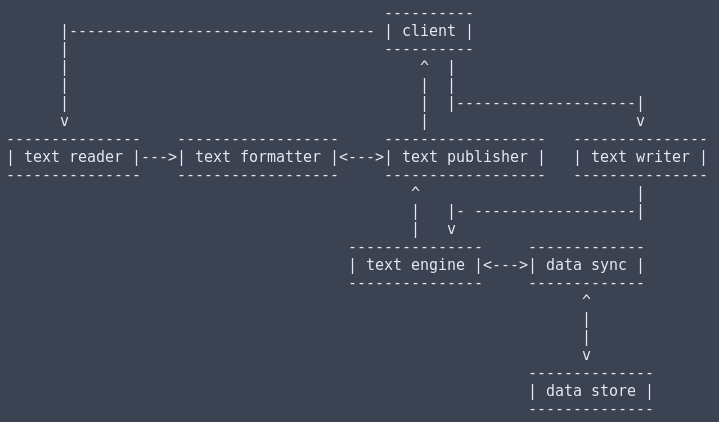 ----------
      |---------------------------------- | client |
      |                                   ----------
      |                                       ^  |
      |                                       |  |
      |                                       |  |--------------------|
      v                                       |                       v
---------------    ------------------     ------------------   ---------------
| text reader |--->| text formatter |<--->| text publisher |   | text writer |
---------------    ------------------     ------------------   ---------------
                                             ^                        |
                                             |   |- ------------------|
                                             |   v
                                      ---------------     -------------
                                      | text engine |<--->| data sync |
                                      ---------------     -------------
                                                                ^
                                                                |
                                                                |
                                                                v
                                                          --------------
                                                          | data store |
                                                          --------------